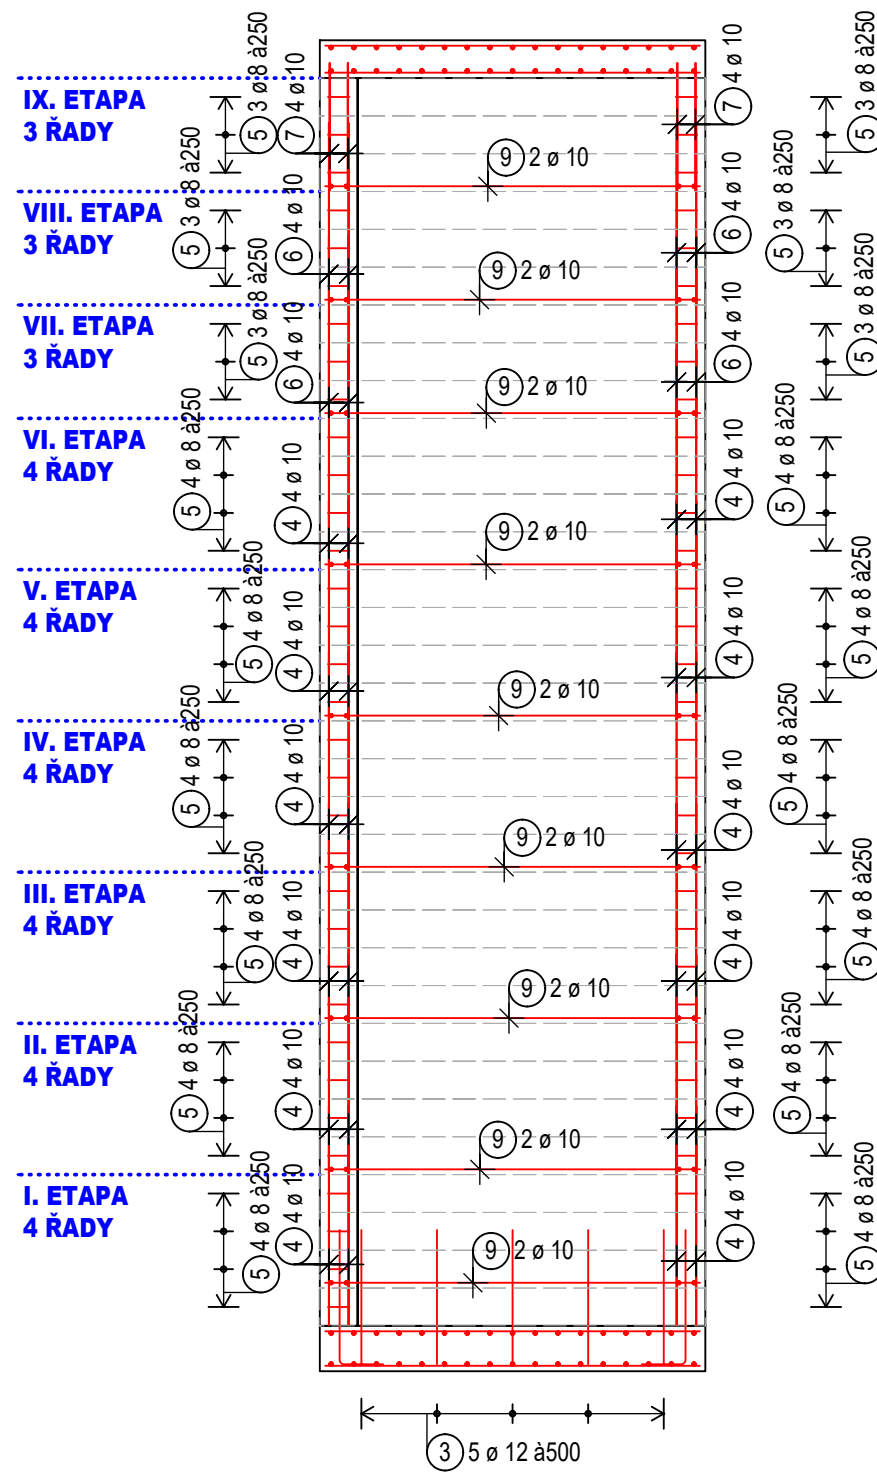 IX. ETAPA
3 ŘADY
5 3 ø 8 à250
7 4 ø 10
9 2 ø 10
7 4 ø 10
5 3 ø 8 à250
VIII. ETAPA
3 ŘADY
5 3 ø 8 à250
6 4 ø 10
9 2 ø 10
6 4 ø 10
5 3 ø 8 à250
VII. ETAPA
3 ŘADY
5 3 ø 8 à250
6 4 ø 10
9 2 ø 10
6 4 ø 10
5 3 ø 8 à250
VI. ETAPA
4 ŘADY
5 4 ø 8 à250
4 4 ø 10
9 2 ø 10
4 4 ø 10
5 4 ø 8 à250
V. ETAPA
4 ŘADY
5 4 ø 8 à250
4 4 ø 10
9 2 ø 10
4 4 ø 10
5 4 ø 8 à250
IV. ETAPA
4 ŘADY
5 4 ø 8 à250
4 4 ø 10
9 2 ø 10
4 4 ø 10
5 4 ø 8 à250
III. ETAPA
4 ŘADY
5 4 ø 8 à250
4 4 ø 10
9 2 ø 10
4 4 ø 10
5 4 ø 8 à250
II. ETAPA
4 ŘADY
5 4 ø 8 à250
4 4 ø 10
9 2 ø 10
4 4 ø 10
5 4 ø 8 à250
I. ETAPA
4 ŘADY
5 4 ø 8 à250
4 4 ø 10
9 2 ø 10
4 4 ø 10
5 4 ø 8 à250
3 5 ø 12 à500